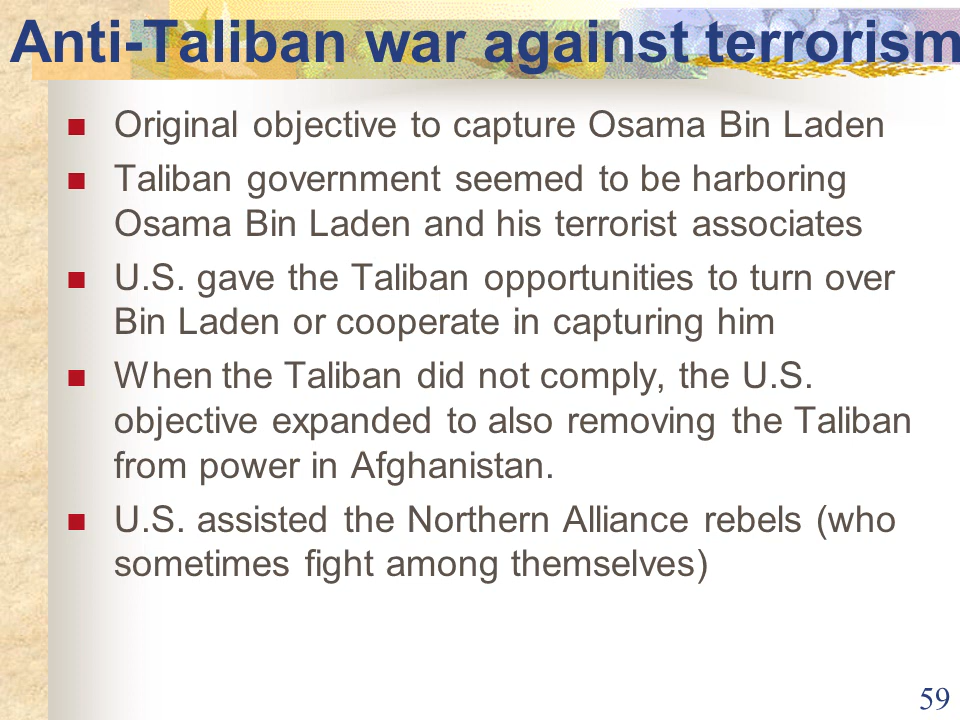 Anti-Taliban war against terrorism
Original objective to capture Osama Bin Laden
Taliban government seemed to be harboring
Osama Bin Laden and his terrorist associates
U.S. gave the Taliban opportunities to turn over
Bin Laden or cooperate in capturing him
When the Taliban did not comply, the U.S.
objective expanded to also removing the Taliban
from power in Afghanistan.
U.S. assisted the Northern Alliance rebels (who
sometimes fight among themselves)
59